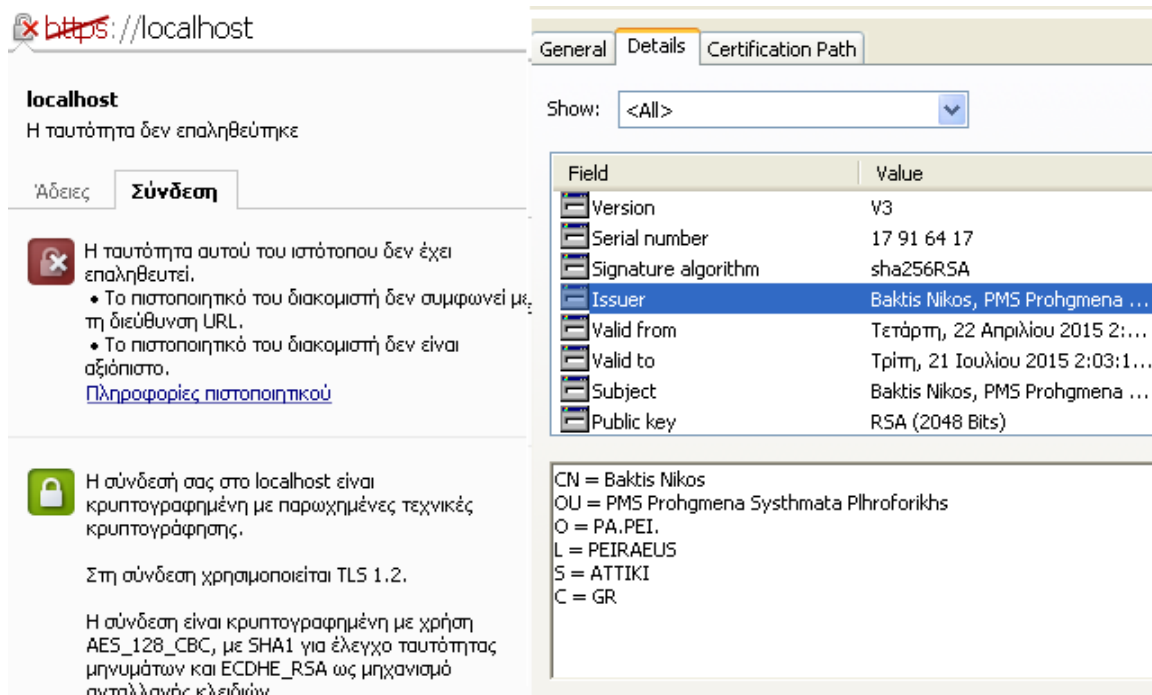 https://localhost
localhost
Η ταυτότητα δεν επαληθεύτηκε
Άδειες
Σύνδεση
Η ταυτότητα αυτού του ιστότοπου δεν έχει
επαληθευτεί.
• Το πιστοποιητικό του διακομιστή δεν συμφωνεί με
τη διεύθυνση URL.
• Το πιστοποιητικό του διακομιστή δεν είναι
αξιόπιστο.
Πληροφορίες πιστοποιητικού
Η σύνδεσή σας στο localhost είναι
κρυπτογραφημένη με παρωχημένες τεχνικές
κρυπτογράφησης.
Στη σύνδεση χρησιμοποιείται TLS 1.2.
Η σύνδεση είναι κρυπτογραφημένη με χρήση
AES_128_CBC, με SHA1 για έλεγχο ταυτότητας
μηνυμάτων και ECDHE_RSA ως μηχανισμό
ανταλλαγής κλειδιών
General Details Certification Path
Show: <All>
Field Value
Version V3
Serial number 17 91 64 17
Signature algorithm sha256RSA
Issuer Baktis Nikos, PMS Prohgmena ...
Valid from Τετάρτη, 22 Απριλίου 2015 2:...
Valid to Τρίτη, 21 Ιουλίου 2015 2:03:1...
Subject Baktis Nikos, PMS Prohgmena ...
Public key RSA (2048 Bits)
CN = Baktis Nikos
OU = PMS Prohgmena Systhmata Plhroforikhs
O = PA.PEI.
L = PEIRAEUS
S = ATTIKI
C = GR